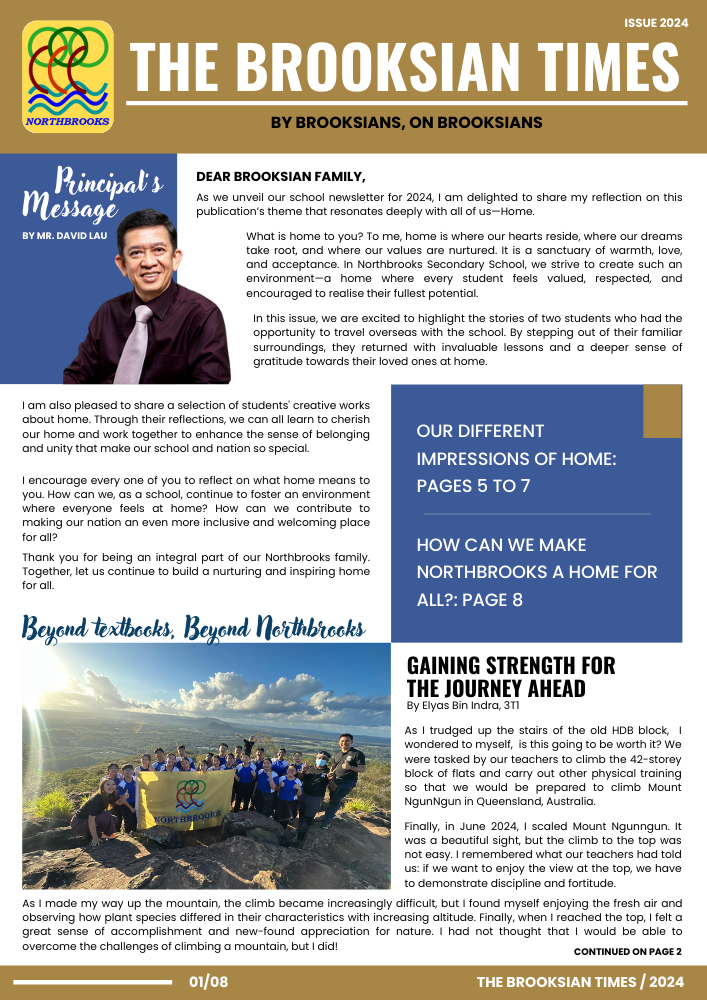 ISSUE 2024
NORTHBROOKS
THE BROOKSIAN TIMES
BY BROOKSIANS, ON BROOKSIANS
Principal's
Message
BY MR. DAVID LAU
DEAR BROOKSIAN FAMILY,
As we unveil our school newsletter for 2024, I am delighted to share my reflection on this
publication's theme that resonates deeply with all of us—Home.
What is home to you? To me, home is where our hearts reside, where our dreams
take root, and where our values are nurtured. It is a sanctuary of warmth, love,
and acceptance. In Northbrooks Secondary School, we strive to create such an
environment—a home where every student feels valued, respected, and
encouraged to realise their fullest potential.
In this issue, we are excited to highlight the stories of two students who had the
opportunity to travel overseas with the school. By stepping out of their familiar
surroundings, they returned with invaluable lessons and a deeper sense of
gratitude towards their loved ones at home.
I am also pleased to share a selection of students' creative works
about home. Through their reflections, we can all learn to cherish
our home and work together to enhance the sense of belonging
and unity that make our school and nation so special.
I encourage every one of you to reflect on what home means to
you. How can we, as a school, continue to foster an environment
where everyone feels at home? How can we contribute to
making our nation an even more inclusive and welcoming place
for all?
Thank you for being an integral part of our Northbrooks family.
Together, let us continue to build a nurturing and inspiring home
for all.
OUR DIFFERENT
IMPRESSIONS OF HOME:
PAGES 5 TO 7
HOW CAN WE MAKE
NORTHBROOKS A HOME FOR
ALL?: PAGE 8
Beyond textbooks, Beyond Northbrooks
NORTHBROOKS
GAINING STRENGTH FOR
THE JOURNEY AHEAD
By Elyas Bin Indra, 3T1
As I trudged up the stairs of the old HDB block, I
wondered to myself, is this going to be worth it? We
were tasked by our teachers to climb the 42-storey
block of flats and carry out other physical training
so that we would be prepared to climb Mount
NgunNgun in Queensland, Australia.
Finally, in June 2024, I scaled Mount Ngunngun. It
was a beautiful sight, but the climb to the top was
not easy. I remembered what our teachers had told
us: if we want to enjoy the view at the top, we have
to demonstrate discipline and fortitude.
As I made my way up the mountain, the climb became increasingly difficult, but I found myself enjoying the fresh air and
observing how plant species differed in their characteristics with increasing altitude. Finally, when I reached the top, I felt a
great sense of accomplishment and new-found appreciation for nature. I had not thought that I would be able to
overcome the challenges of climbing a mountain, but I did!
CONTINUED ON PAGE 2
01/08
THE BROOKSIAN TIMES / 2024